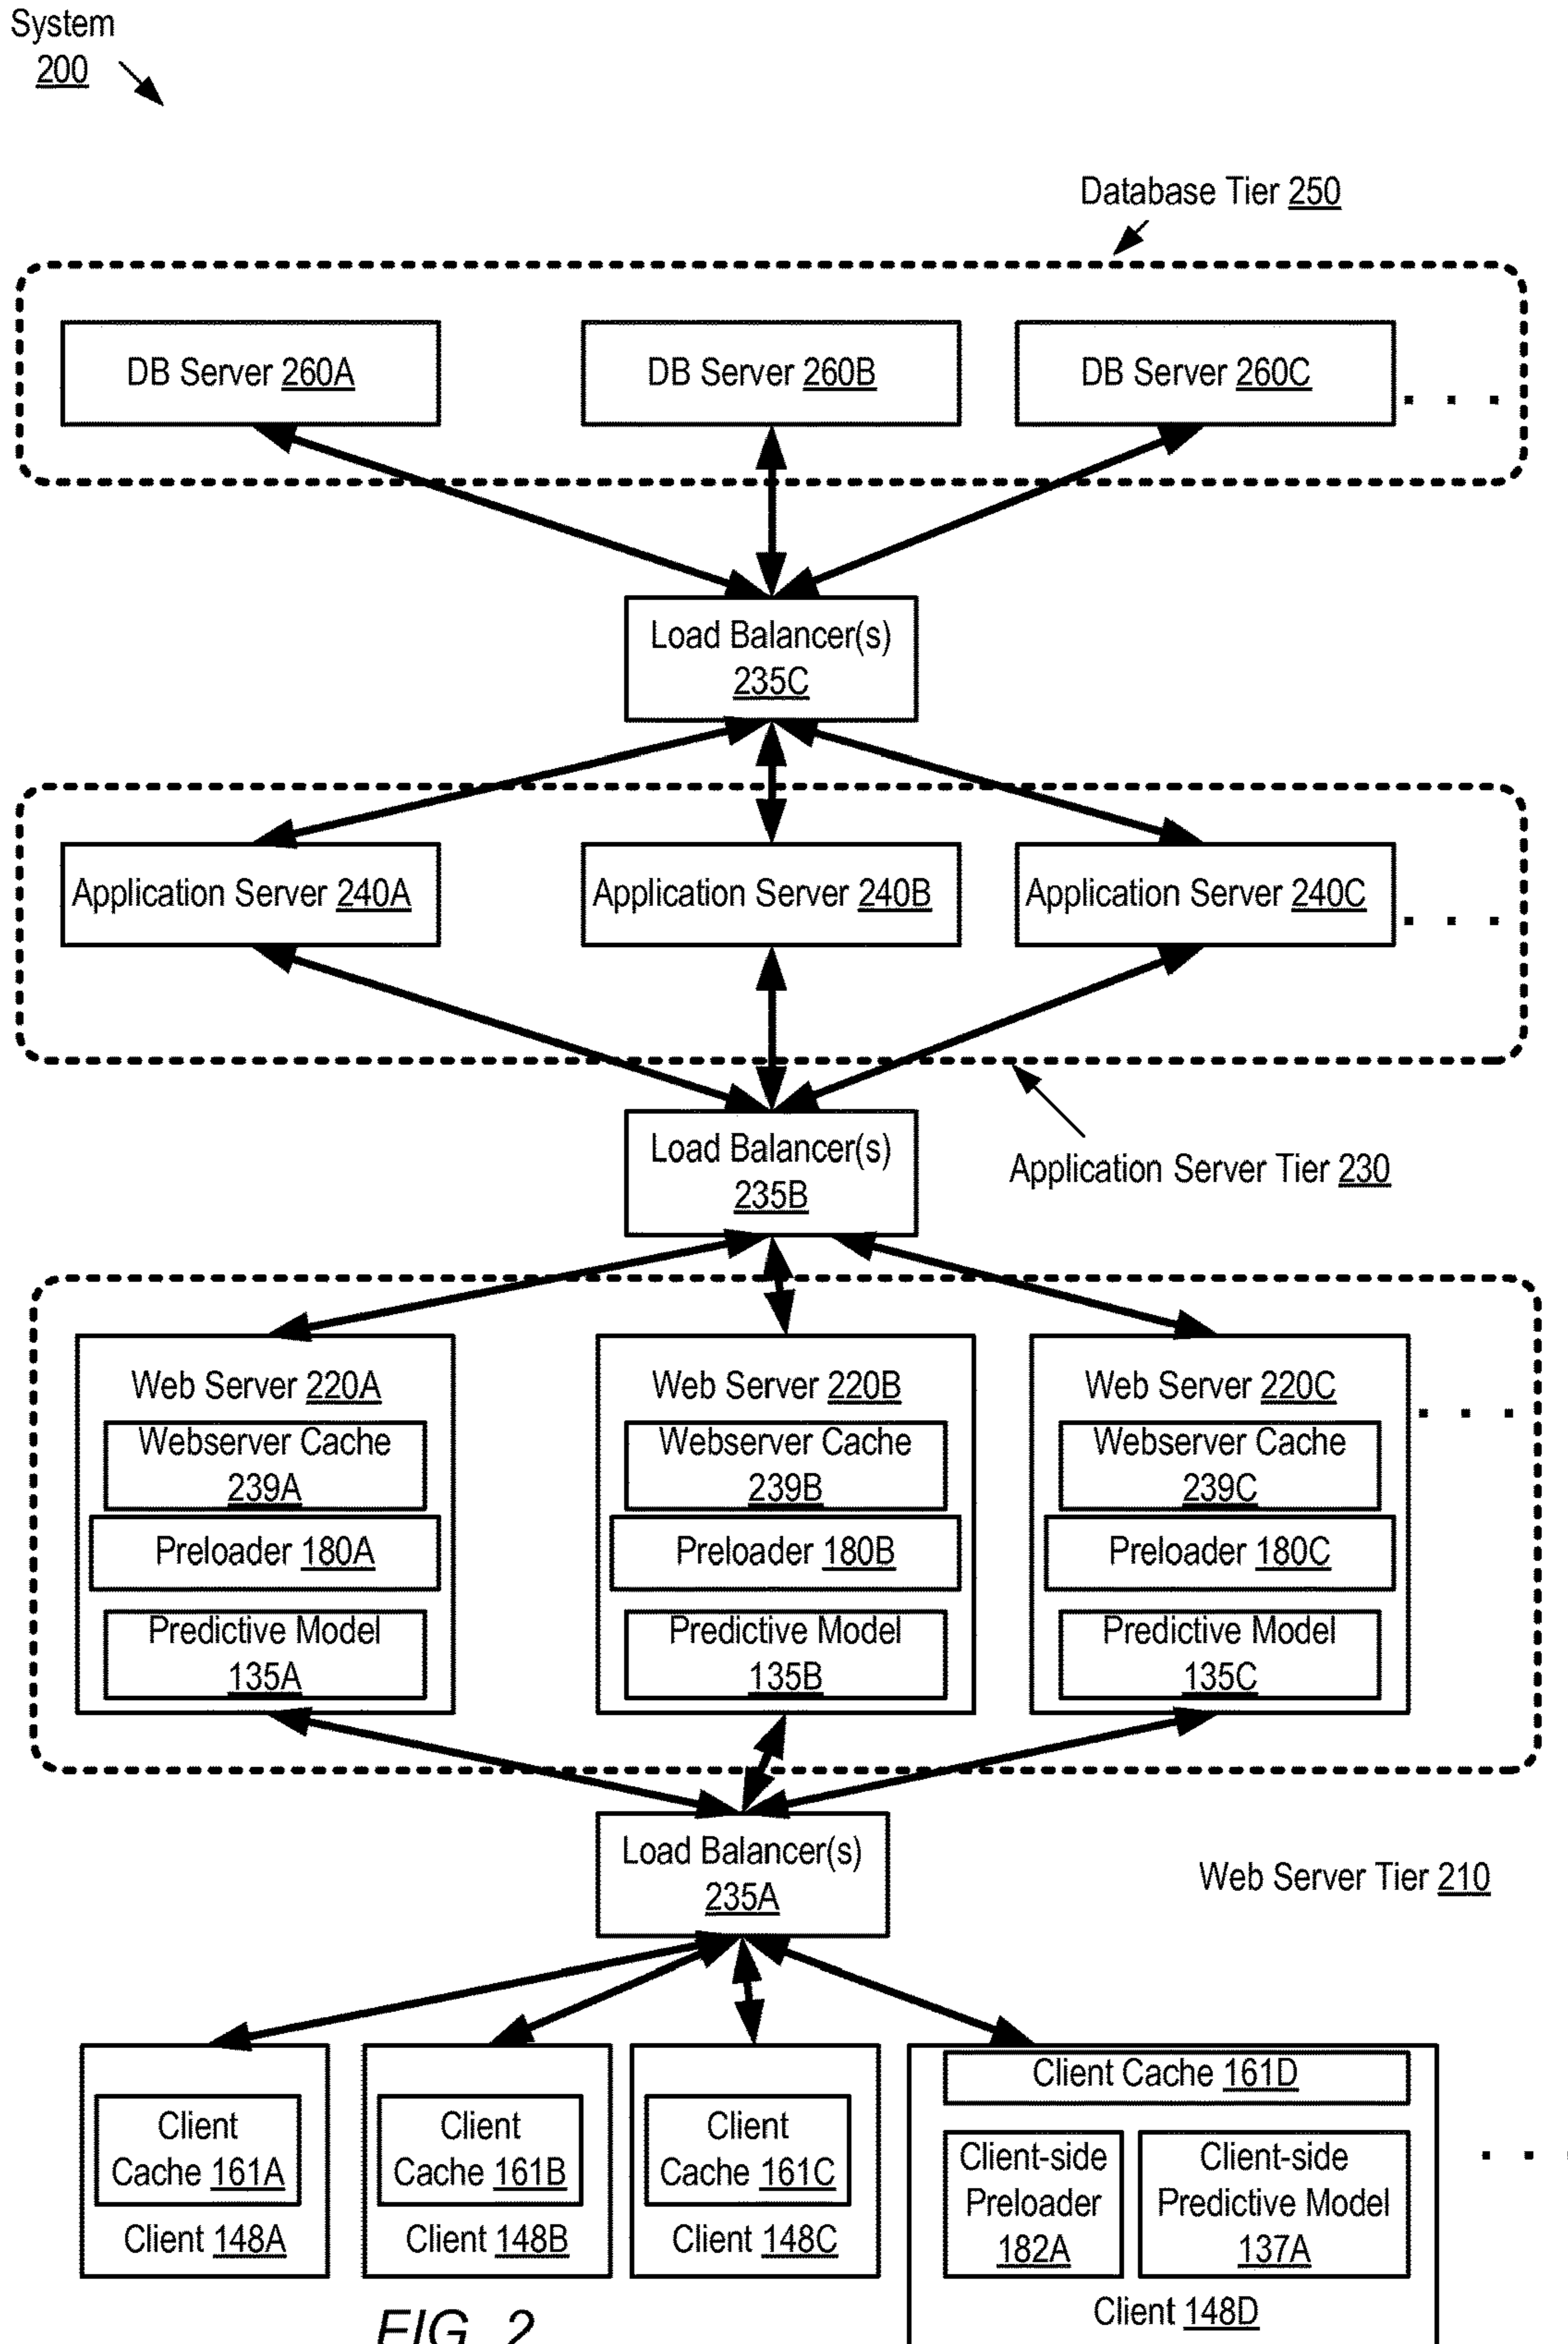 System
200
Database Tier 250
DB Server 260A
DB Server 260B
DB Server 260C
. . .
Load Balancer(s)
235C
Application Server 240A
Application Server 240B
Application Server 240C
. . .
Load Balancer(s)
235B
Application Server Tier 230
Web Server 220A
Webserver Cache
239A
Preloader 180A
Predictive Model
135A
Web Server 220B
Webserver Cache
239B
Preloader 180B
Predictive Model
135B
Web Server 220C
Webserver Cache
239C
Preloader 180C
Predictive Model
135C
. . .
Load Balancer(s)
235A
Web Server Tier 210
Client
Cache 161A
Client 148A
Client
Cache 161B
Client 148B
Client
Cache 161C
Client 148C
Client Cache 161D
Client-side
Preloader
182A
Client-side
Predictive Model
137A
Client 148D
. . .
FIG. 2